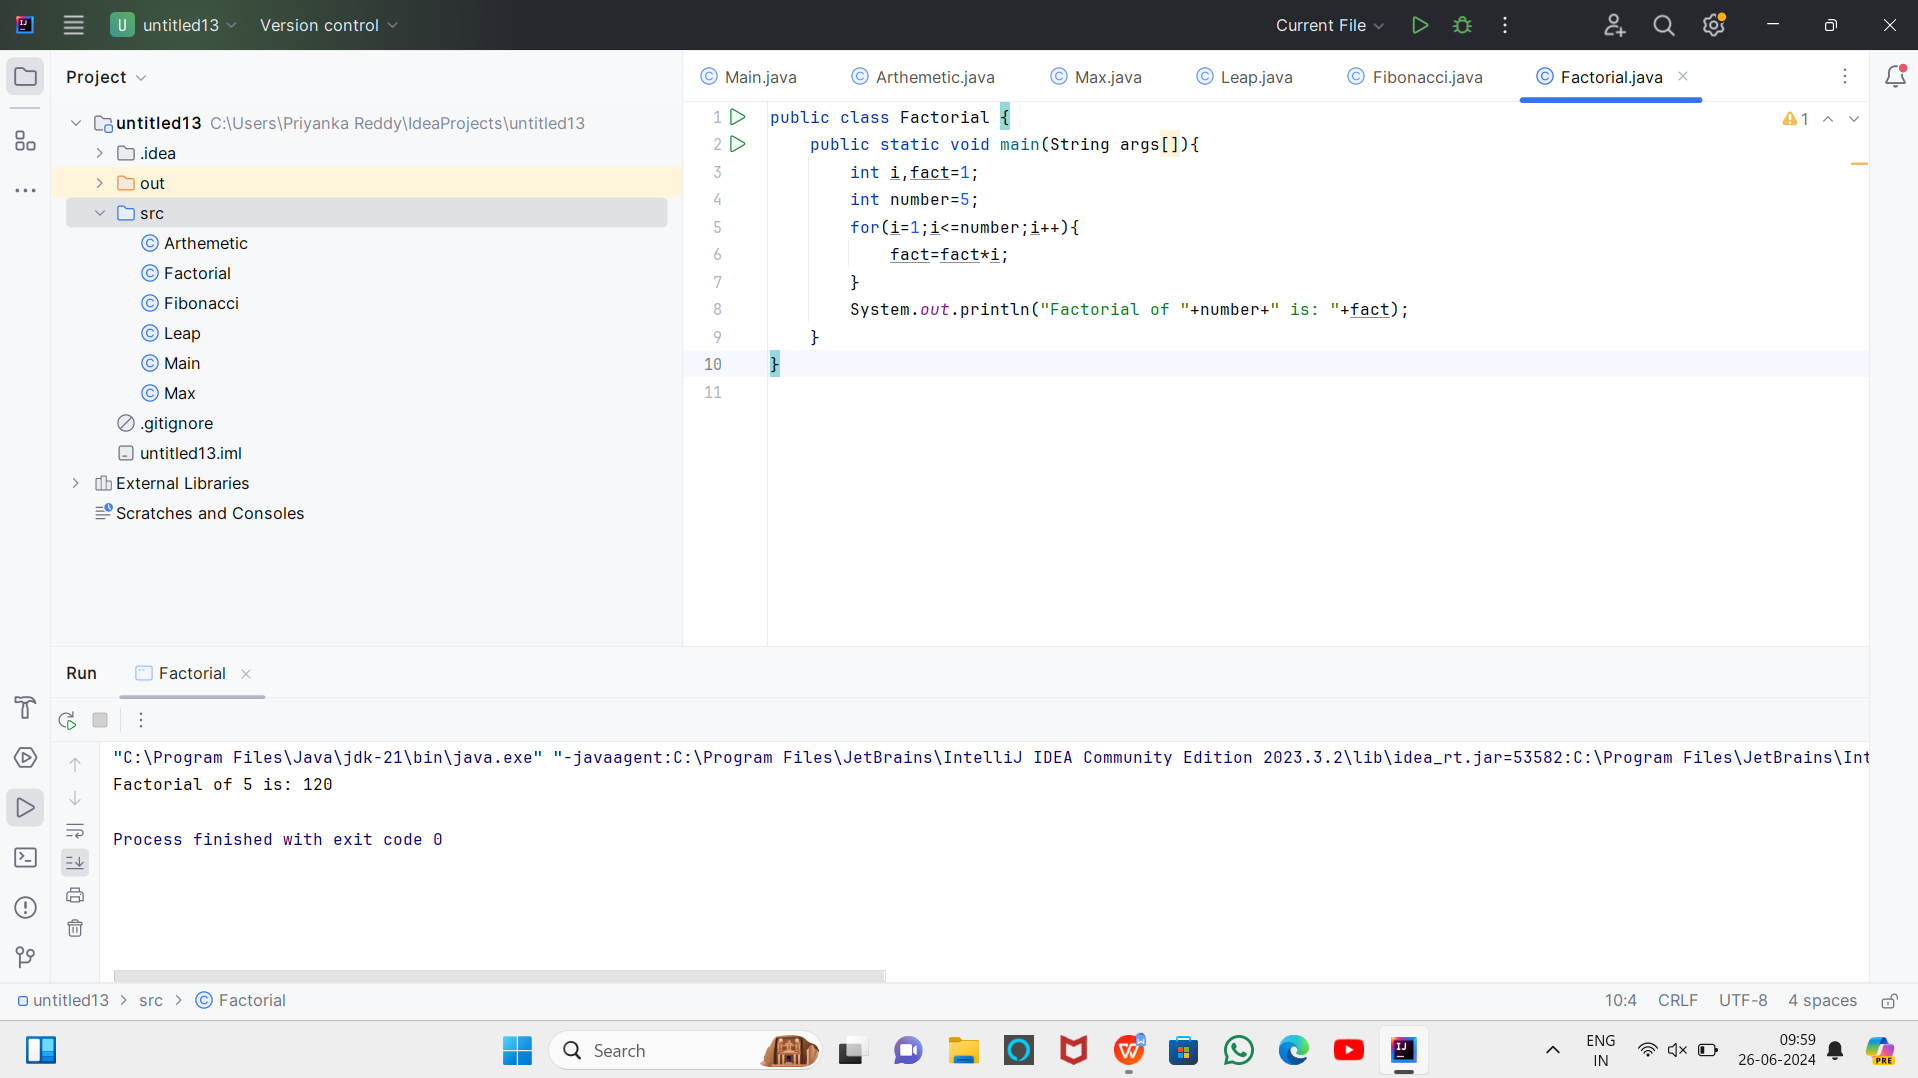 untitled13 Version control Current File
Project
Main.java Arthemetic.java Max.java Leap.java Fibonacci.java Factorial.java
untitled13 C:\Users\Priyanka Reddy\IdeaProjects\untitled13
.idea
out
src
Arthemetic
Factorial
Fibonacci
Leap
Main
Max
.gitignore
untitled13.iml
External Libraries
Scratches and Consoles
1 public class Factorial {
2 public static void main(String args[]){
3 int i,fact=1;
4 int number=5;
5 for(i=1;i<=number;i++){
6 fact=fact*i;
7 }
8 System.out.println("Factorial of "+number+" is: "+fact);
9 }
10 }
11
1
Run Factorial
"C:\Program Files\Java\jdk-21\bin\java.exe" "-javaagent:C:\Program Files\JetBrains\IntelliJ IDEA Community Edition 2023.3.2\lib\idea_rt.jar=53582:C:\Program Files\JetBrains\Int
Factorial of 5 is: 120
Process finished with exit code 0
untitled13 > src > Factorial
10:4 CRLF UTF-8 4 spaces
Search
ENG
IN
09:59
26-06-2024
PRE